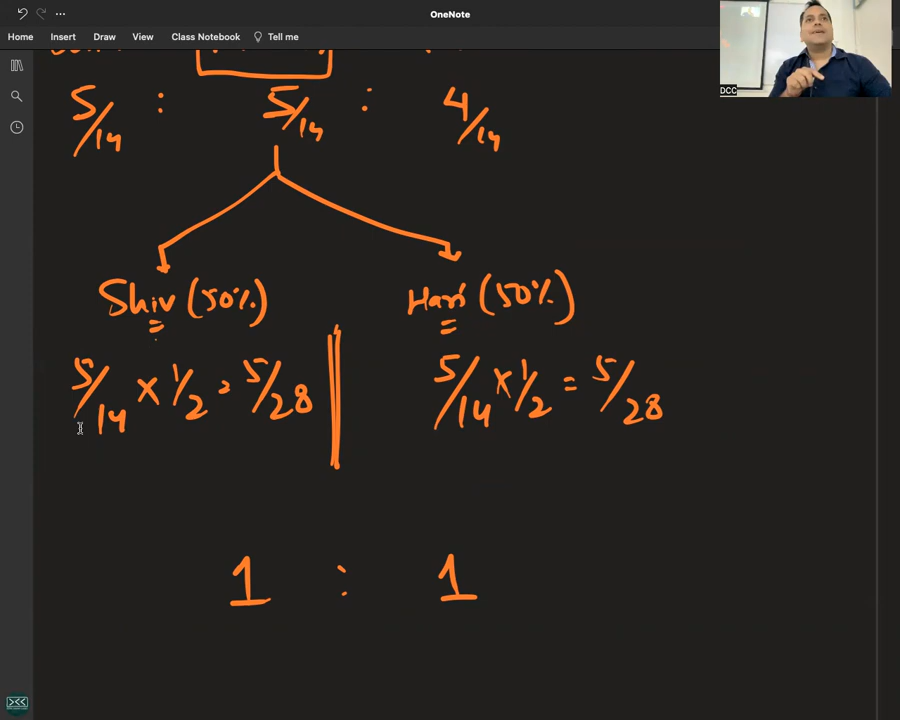 OneNote
Home Insert Draw View Class Notebook Tell me
DCC
5/14 : 5/14 : 4/14
Shiv (50%) Hari (50%)
5/14 x 1/2 = 5/28 5/14 x 1/2 = 5/28
1 : 1